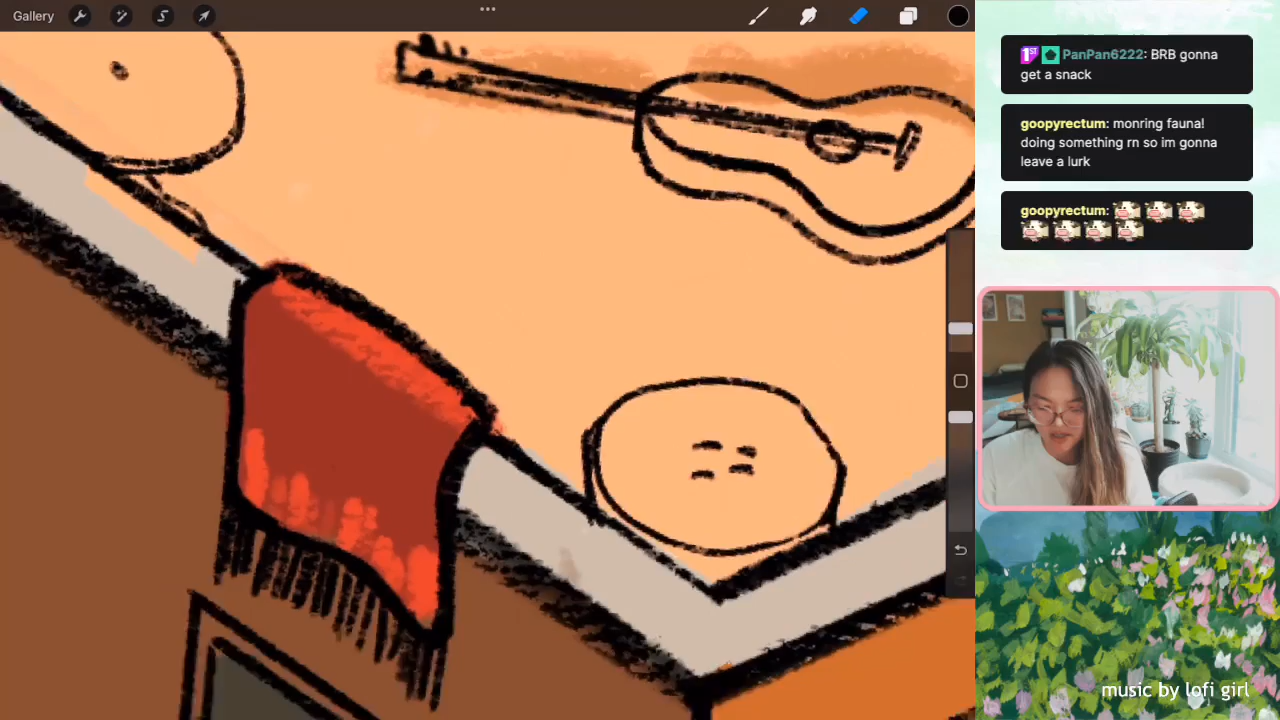 Gallery
1ST PanPan6222: BRB gonna
get a snack
goopyrectum: monring fauna!
doing something rn so im gonna
leave a lurk
goopyrectum:
music by lofi girl